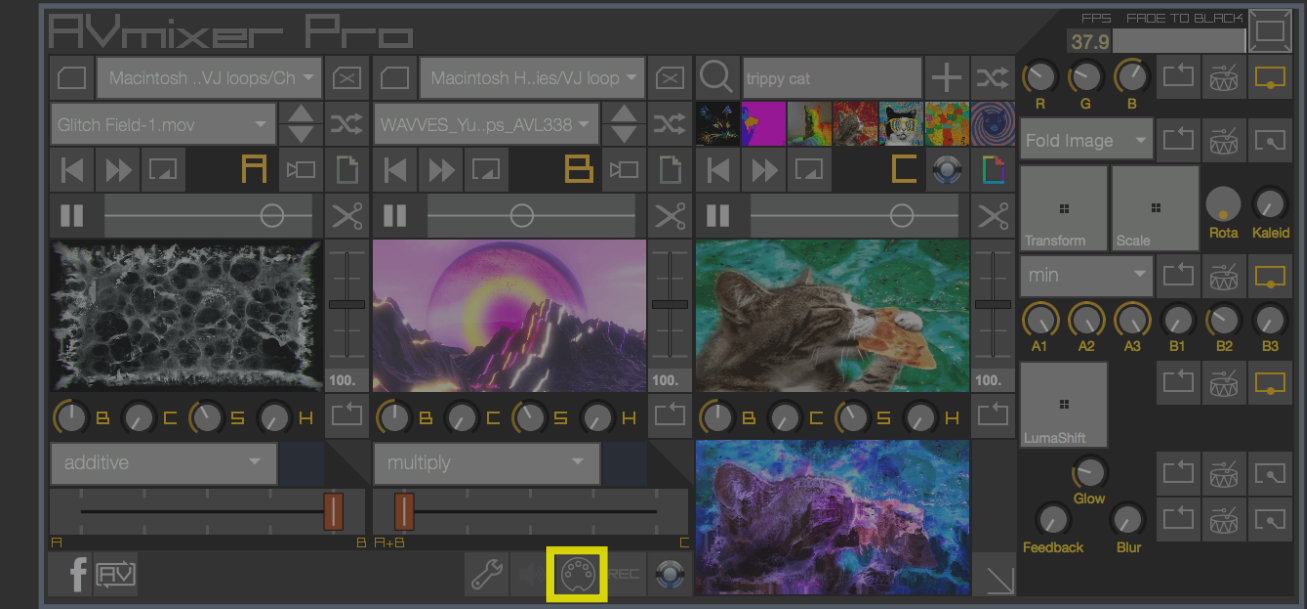 AVmixer Pro
FPS FADE TO BLACK
37.9
Macintosh ..VJ loops/Ch
Macintosh H..ies/VJ loop
trippy cat
R G B
Glitch Field-1.mov
WAVVES_Yu..ps_AVL338
Fold Image
A
B
C
Transform
Scale
Rota
Kaleid
min
A1 A2 A3 B1 B2 B3
100.
100.
100.
B C S H
B C S H
B C S H
LumaShift
additive
multiply
Glow
A B
A+B C
Feedback
Blur
f
AV
REC